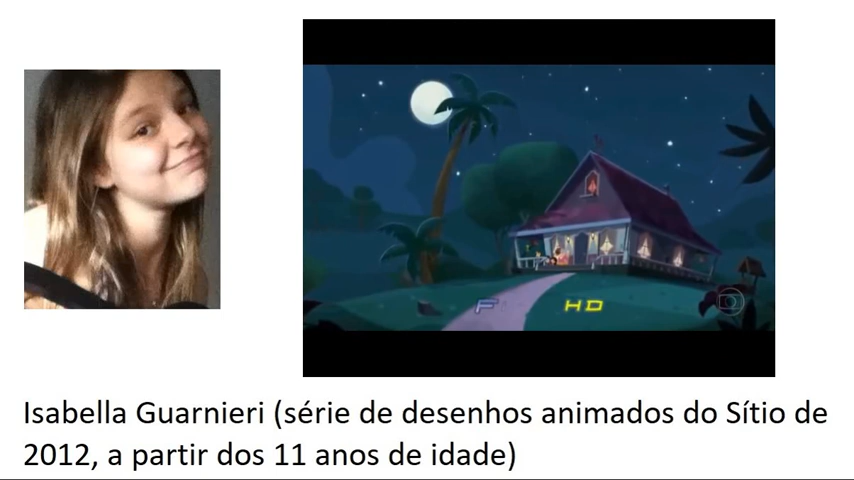 F HD
Isabella Guarnieri (série de desenhos animados do Sítio de
2012, a partir dos 11 anos de idade)